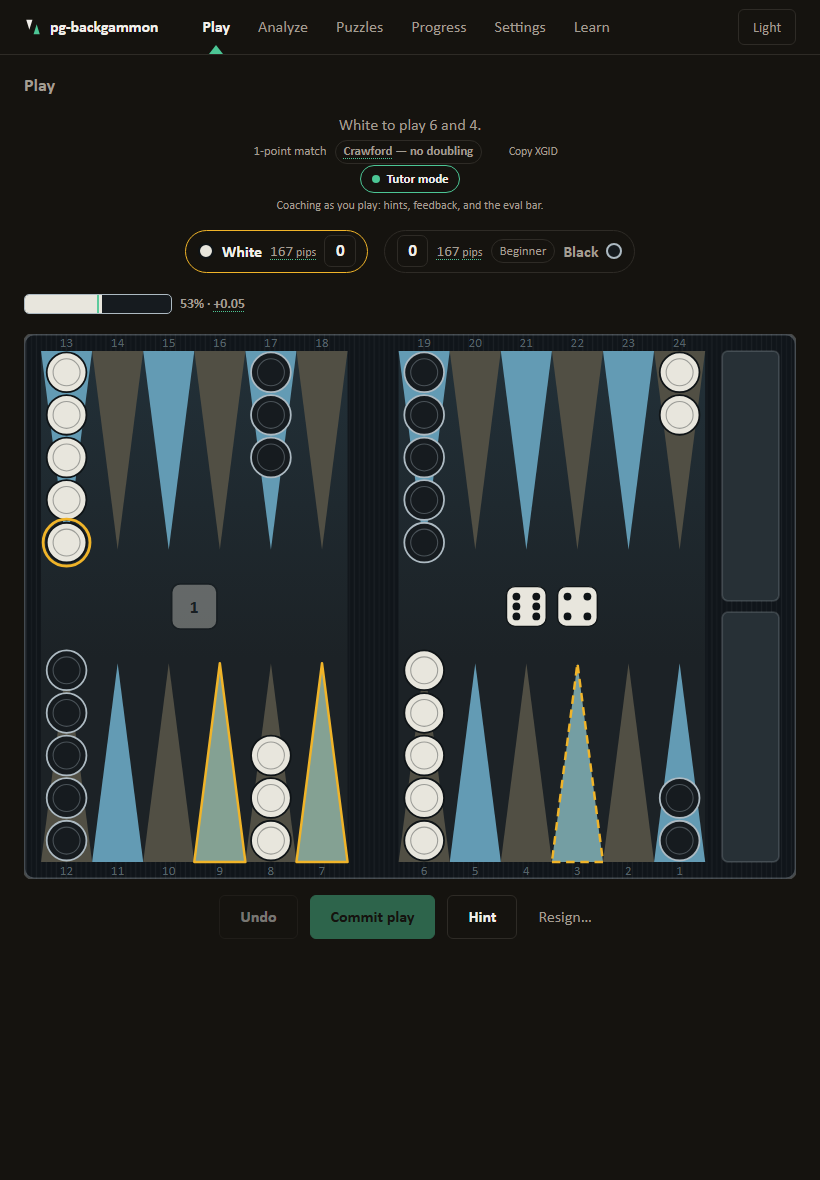 pg-backgammon Play Analyze Puzzles Progress Settings Learn Light
Play
White to play 6 and 4.
1-point match Crawford — no doubling Copy XGID
Tutor mode
Coaching as you play: hints, feedback, and the eval bar.
White 167 pips 0 0 167 pips Beginner Black
53% · +0.05
13 14 15 16 17 18 19 20 21 22 23 24
1
12 11 10 9 8 7 6 5 4 3 2 1
Undo Commit play Hint Resign...